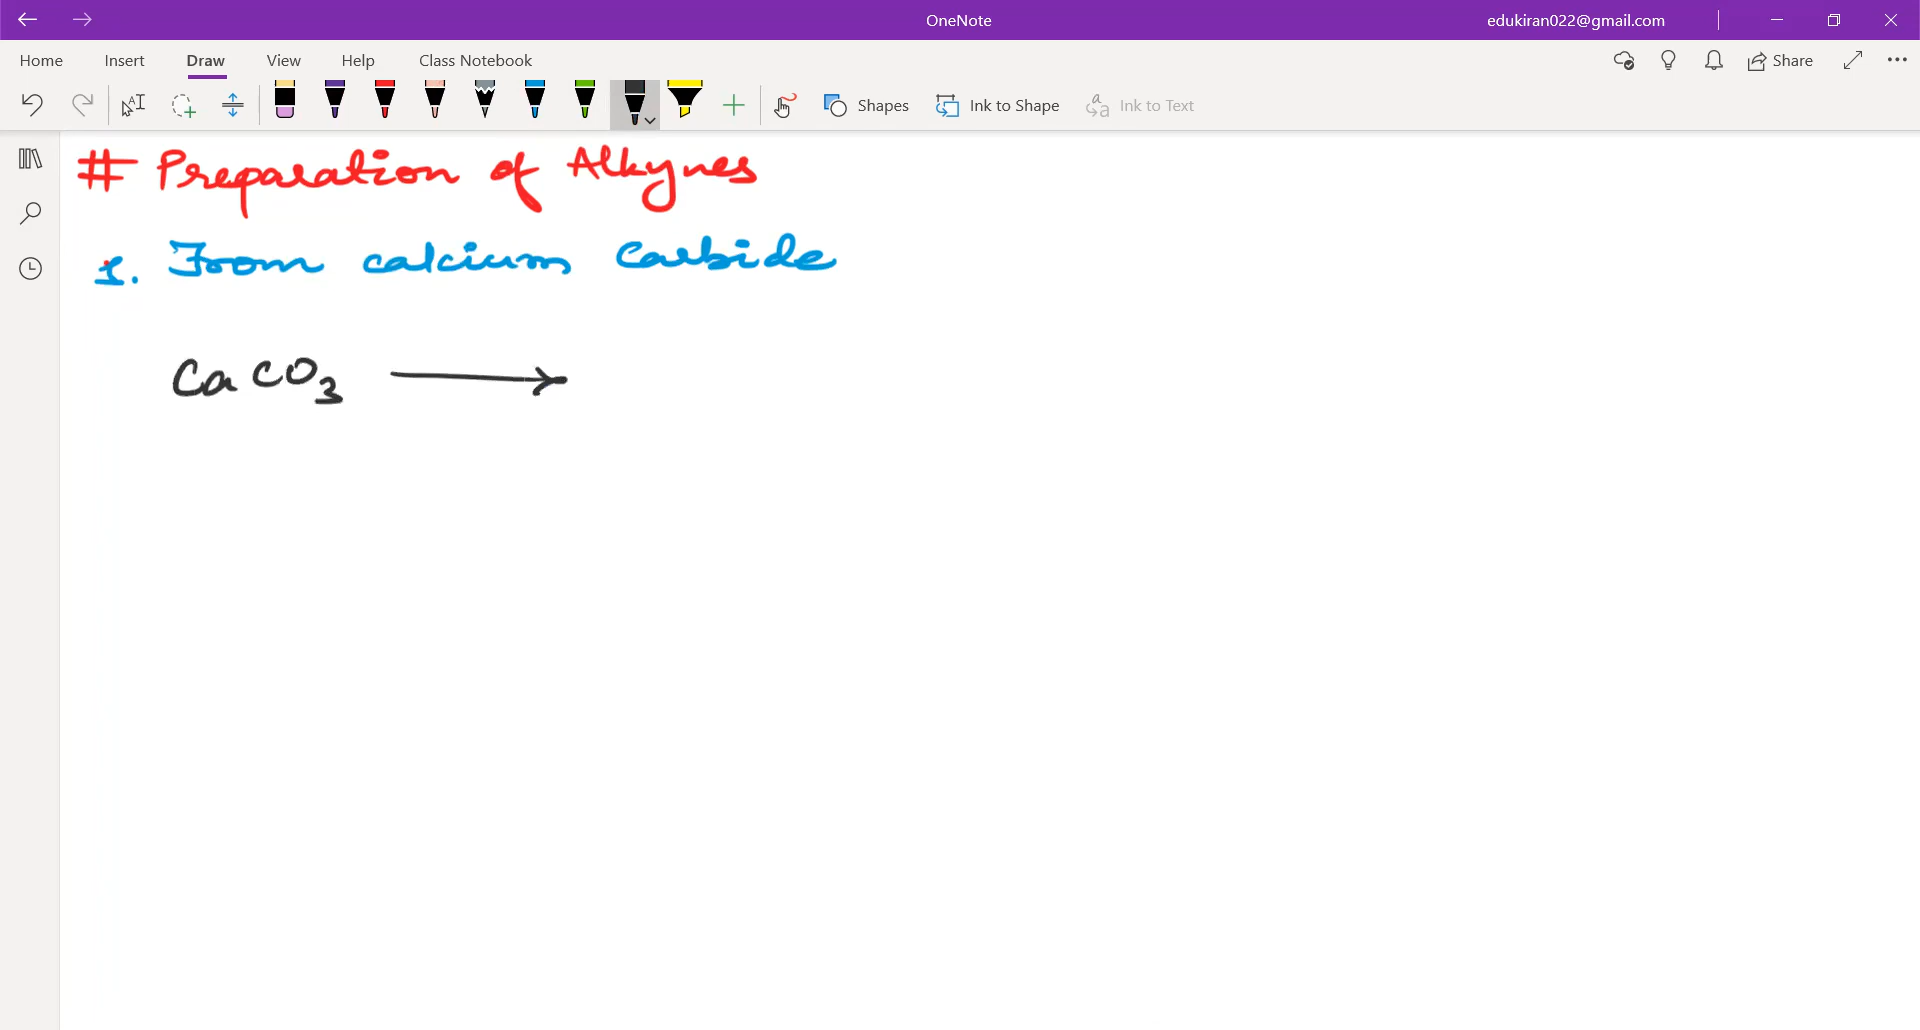 OneNote
edukiran022@gmail.com
Home Insert Draw View Help Class Notebook
Share
Shapes Ink to Shape Ink to Text
# Preparation of Alkynes
1. From calcium Carbide
CaCO₃ ⟶